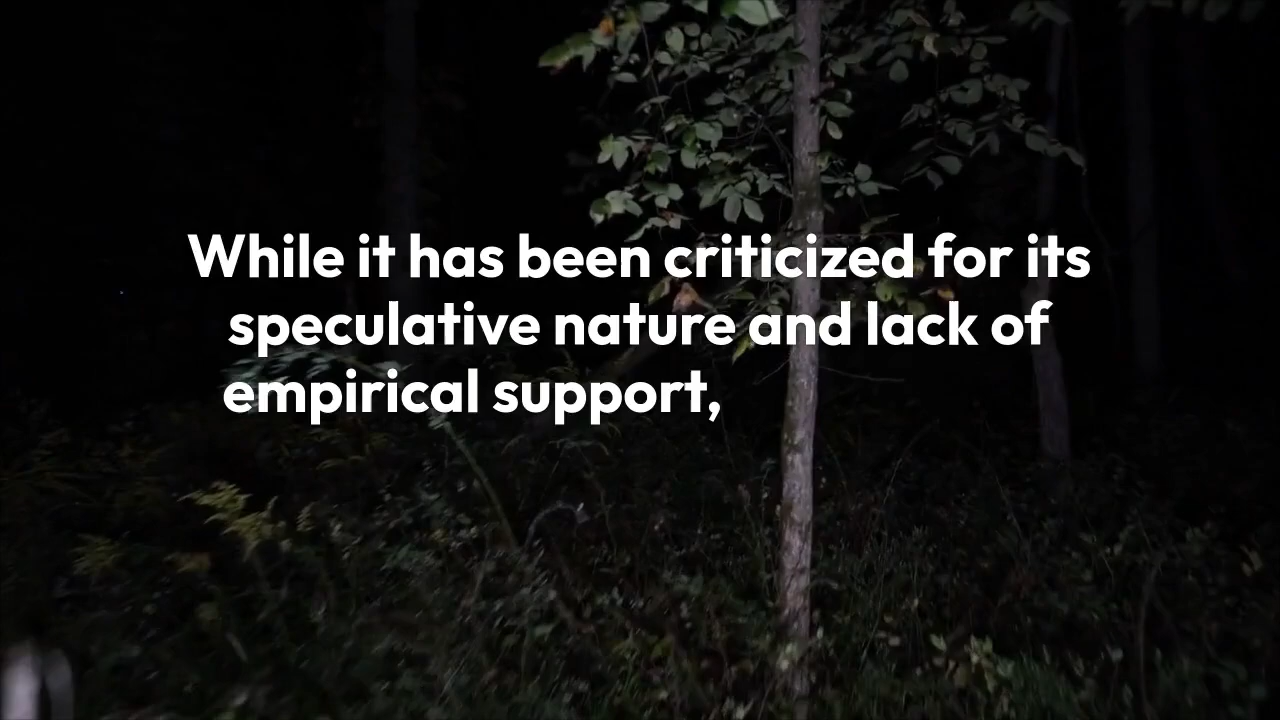 While it has been criticized for its
speculative nature and lack of
empirical support,